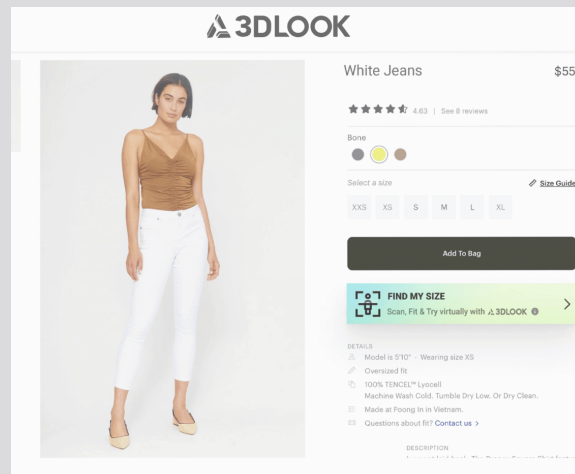 3DLOOK
White Jeans
$55
4.63 | See 8 reviews
Bone
Select a size
Size Guide
XXS XS S M L XL
Add To Bag
FIND MY SIZE
Scan, Fit & Try virtually with 3DLOOK
DETAILS
Model is 5'10" - Wearing size XS
Oversized fit
100% TENCEL™ Lyocell
Machine Wash Cold. Tumble Dry Low. Or Dry Clean.
Made at Poong In in Vietnam.
Questions about fit? Contact us >
DESCRIPTION